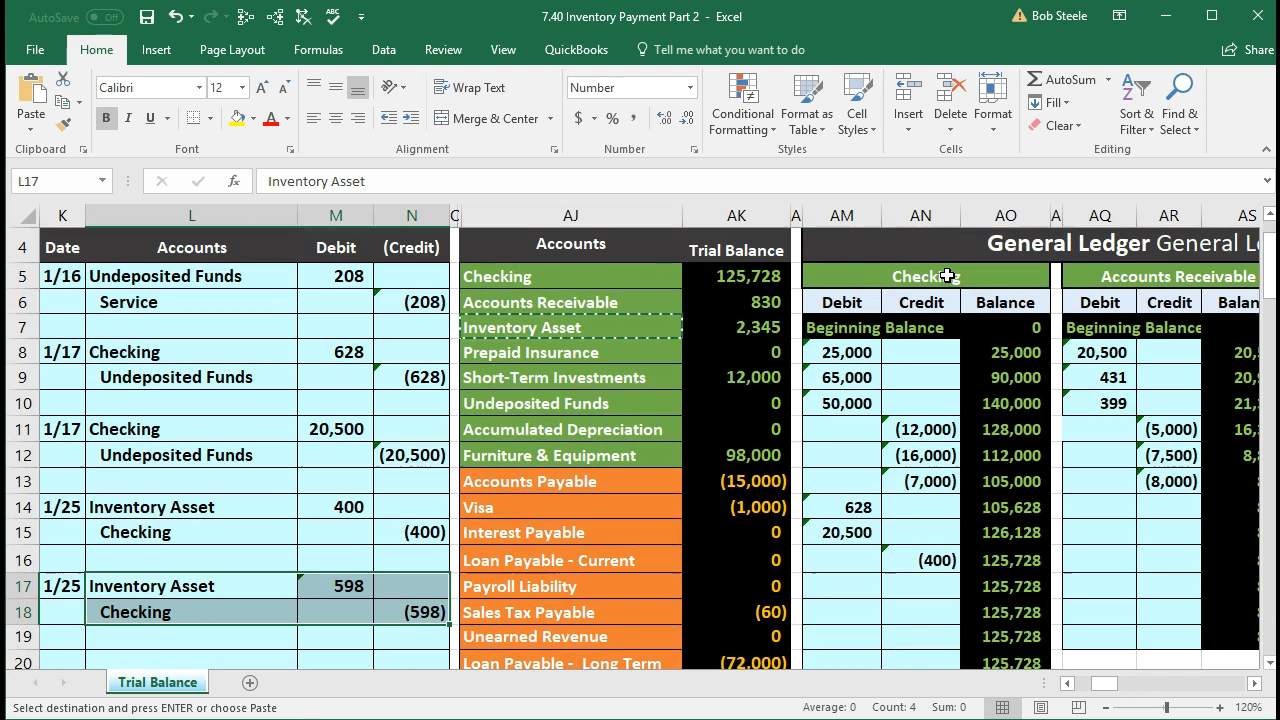 AutoSave Off 7.40 Inventory Payment Part 2 - Excel Bob Steele
File Home Insert Page Layout Formulas Data Review View QuickBooks Tell me what you want to do Share
Paste Calibri 12 Wrap Text Number Conditional Formatting Format as Table Cell Styles Insert Delete Format AutoSum Sort & Filter Find & Select
B I U Merge & Center $ % , Fill
Clear
Clipboard Font Alignment Number Styles Cells Editing
L17 fx Inventory Asset
K L M N C AJ AK A AM AN AO A AQ AR AS
4 Date Accounts Debit (Credit) Accounts Trial Balance General Ledger General Le
5 1/16 Undeposited Funds 208 Checking 125,728 Checking Accounts Receivable
6 Service (208) Accounts Receivable 830 Debit Credit Balance Debit Credit Balan
7 Inventory Asset 2,345 Beginning Balance 0 Beginning Balance
8 1/17 Checking 628 Prepaid Insurance 0 25,000 25,000 20,500 20,
9 Undeposited Funds (628) Short-Term Investments 12,000 65,000 90,000 431 20,
10 Undeposited Funds 0 50,000 140,000 399 21,
11 1/17 Checking 20,500 Accumulated Depreciation 0 (12,000) 128,000 (5,000) 16,
12 Undeposited Funds (20,500) Furniture & Equipment 98,000 (16,000) 112,000 (7,500) 8,
13 Accounts Payable (15,000) (7,000) 105,000 (8,000)
14 1/25 Inventory Asset 400 Visa (1,000) 628 105,628
15 Checking (400) Interest Payable 0 20,500 126,128
16 Loan Payable - Current 0 (400) 125,728
17 1/25 Inventory Asset 598 Payroll Liability 0 125,728
18 Checking (598) Sales Tax Payable (60) 125,728
19 Unearned Revenue 0 125,728
20 Loan Payable - Long Term (72,000) 125,728
Trial Balance
Select destination and press ENTER or choose Paste Average: 0 Count: 4 Sum: 0 120%